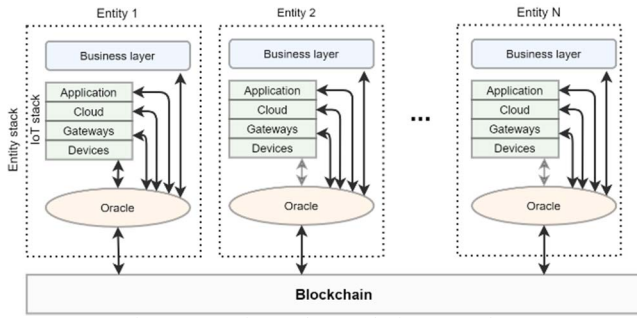 Entity 1
Entity 2
Entity N
Entity stack
IoT stack
Business layer
Application
Cloud
Gateways
Devices
Oracle
Business layer
Application
Cloud
Gateways
Devices
Oracle
...
Business layer
Application
Cloud
Gateways
Devices
Oracle
Blockchain